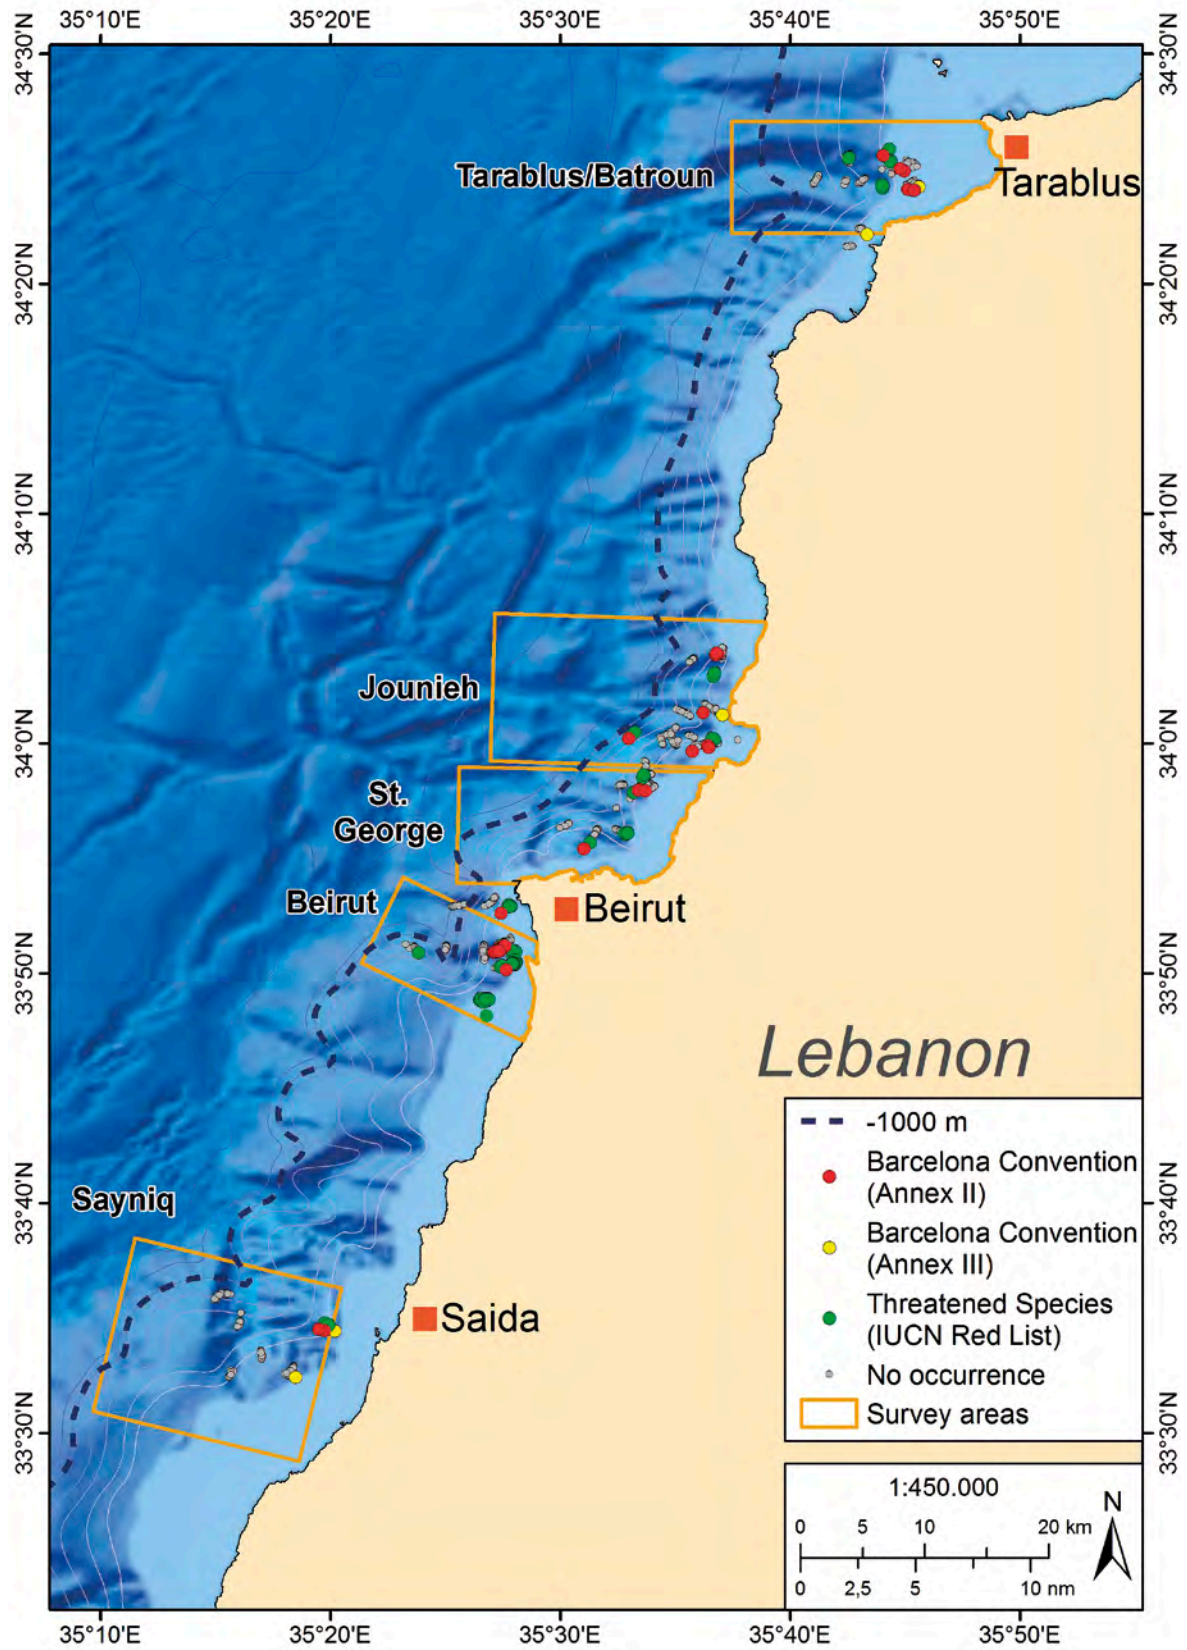 35°10'E 35°20'E 35°30'E 35°40'E 35°50'E
34°30'N 34°30'N
Tarablus/Batroun
Tarablus
34°20'N 34°20'N
34°10'N 34°10'N
Jounieh
34°0'N 34°0'N
St.
George
Beirut
Beirut
33°50'N 33°50'N
Lebanon
-1000 m
Barcelona Convention
(Annex II)
Sayniq
33°40'N 33°40'N
Barcelona Convention
(Annex III)
Threatened Species
(IUCN Red List)
Saida
No occurrence
Survey areas
33°30'N 33°30'N
1:450.000
N
0 5 10 20 km
0 2,5 5 10 nm
35°10'E 35°20'E 35°30'E 35°40'E 35°50'E